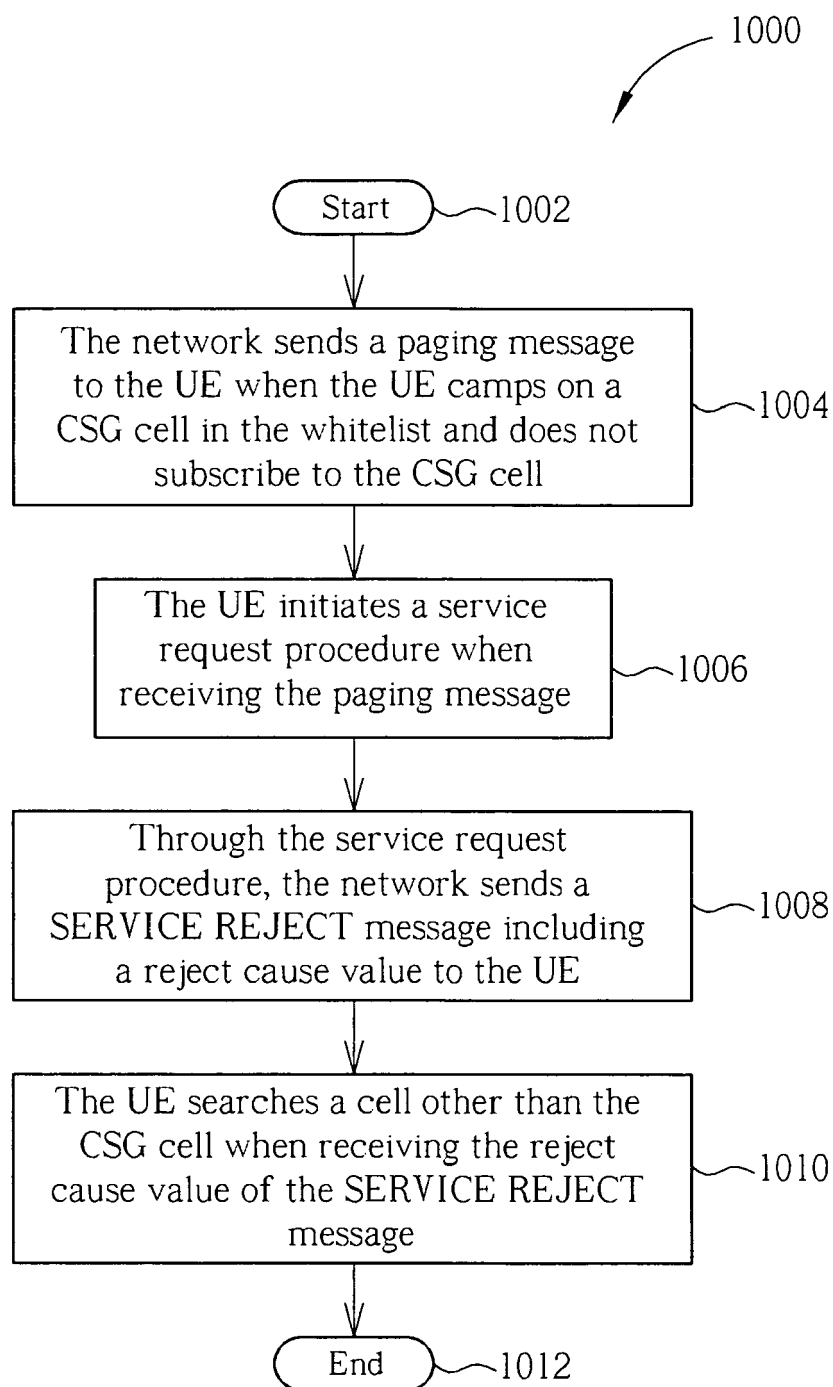 1000
Start
1002
The network sends a paging message
to the UE when the UE camps on a
CSG cell in the whitelist and does not
subscribe to the CSG cell
1004
The UE initiates a service
request procedure when
receiving the paging message
1006
Through the service request
procedure, the network sends a
SERVICE REJECT message including
a reject cause value to the UE
1008
The UE searches a cell other than the
CSG cell when receiving the reject
cause value of the SERVICE REJECT
message
1010
End
1012